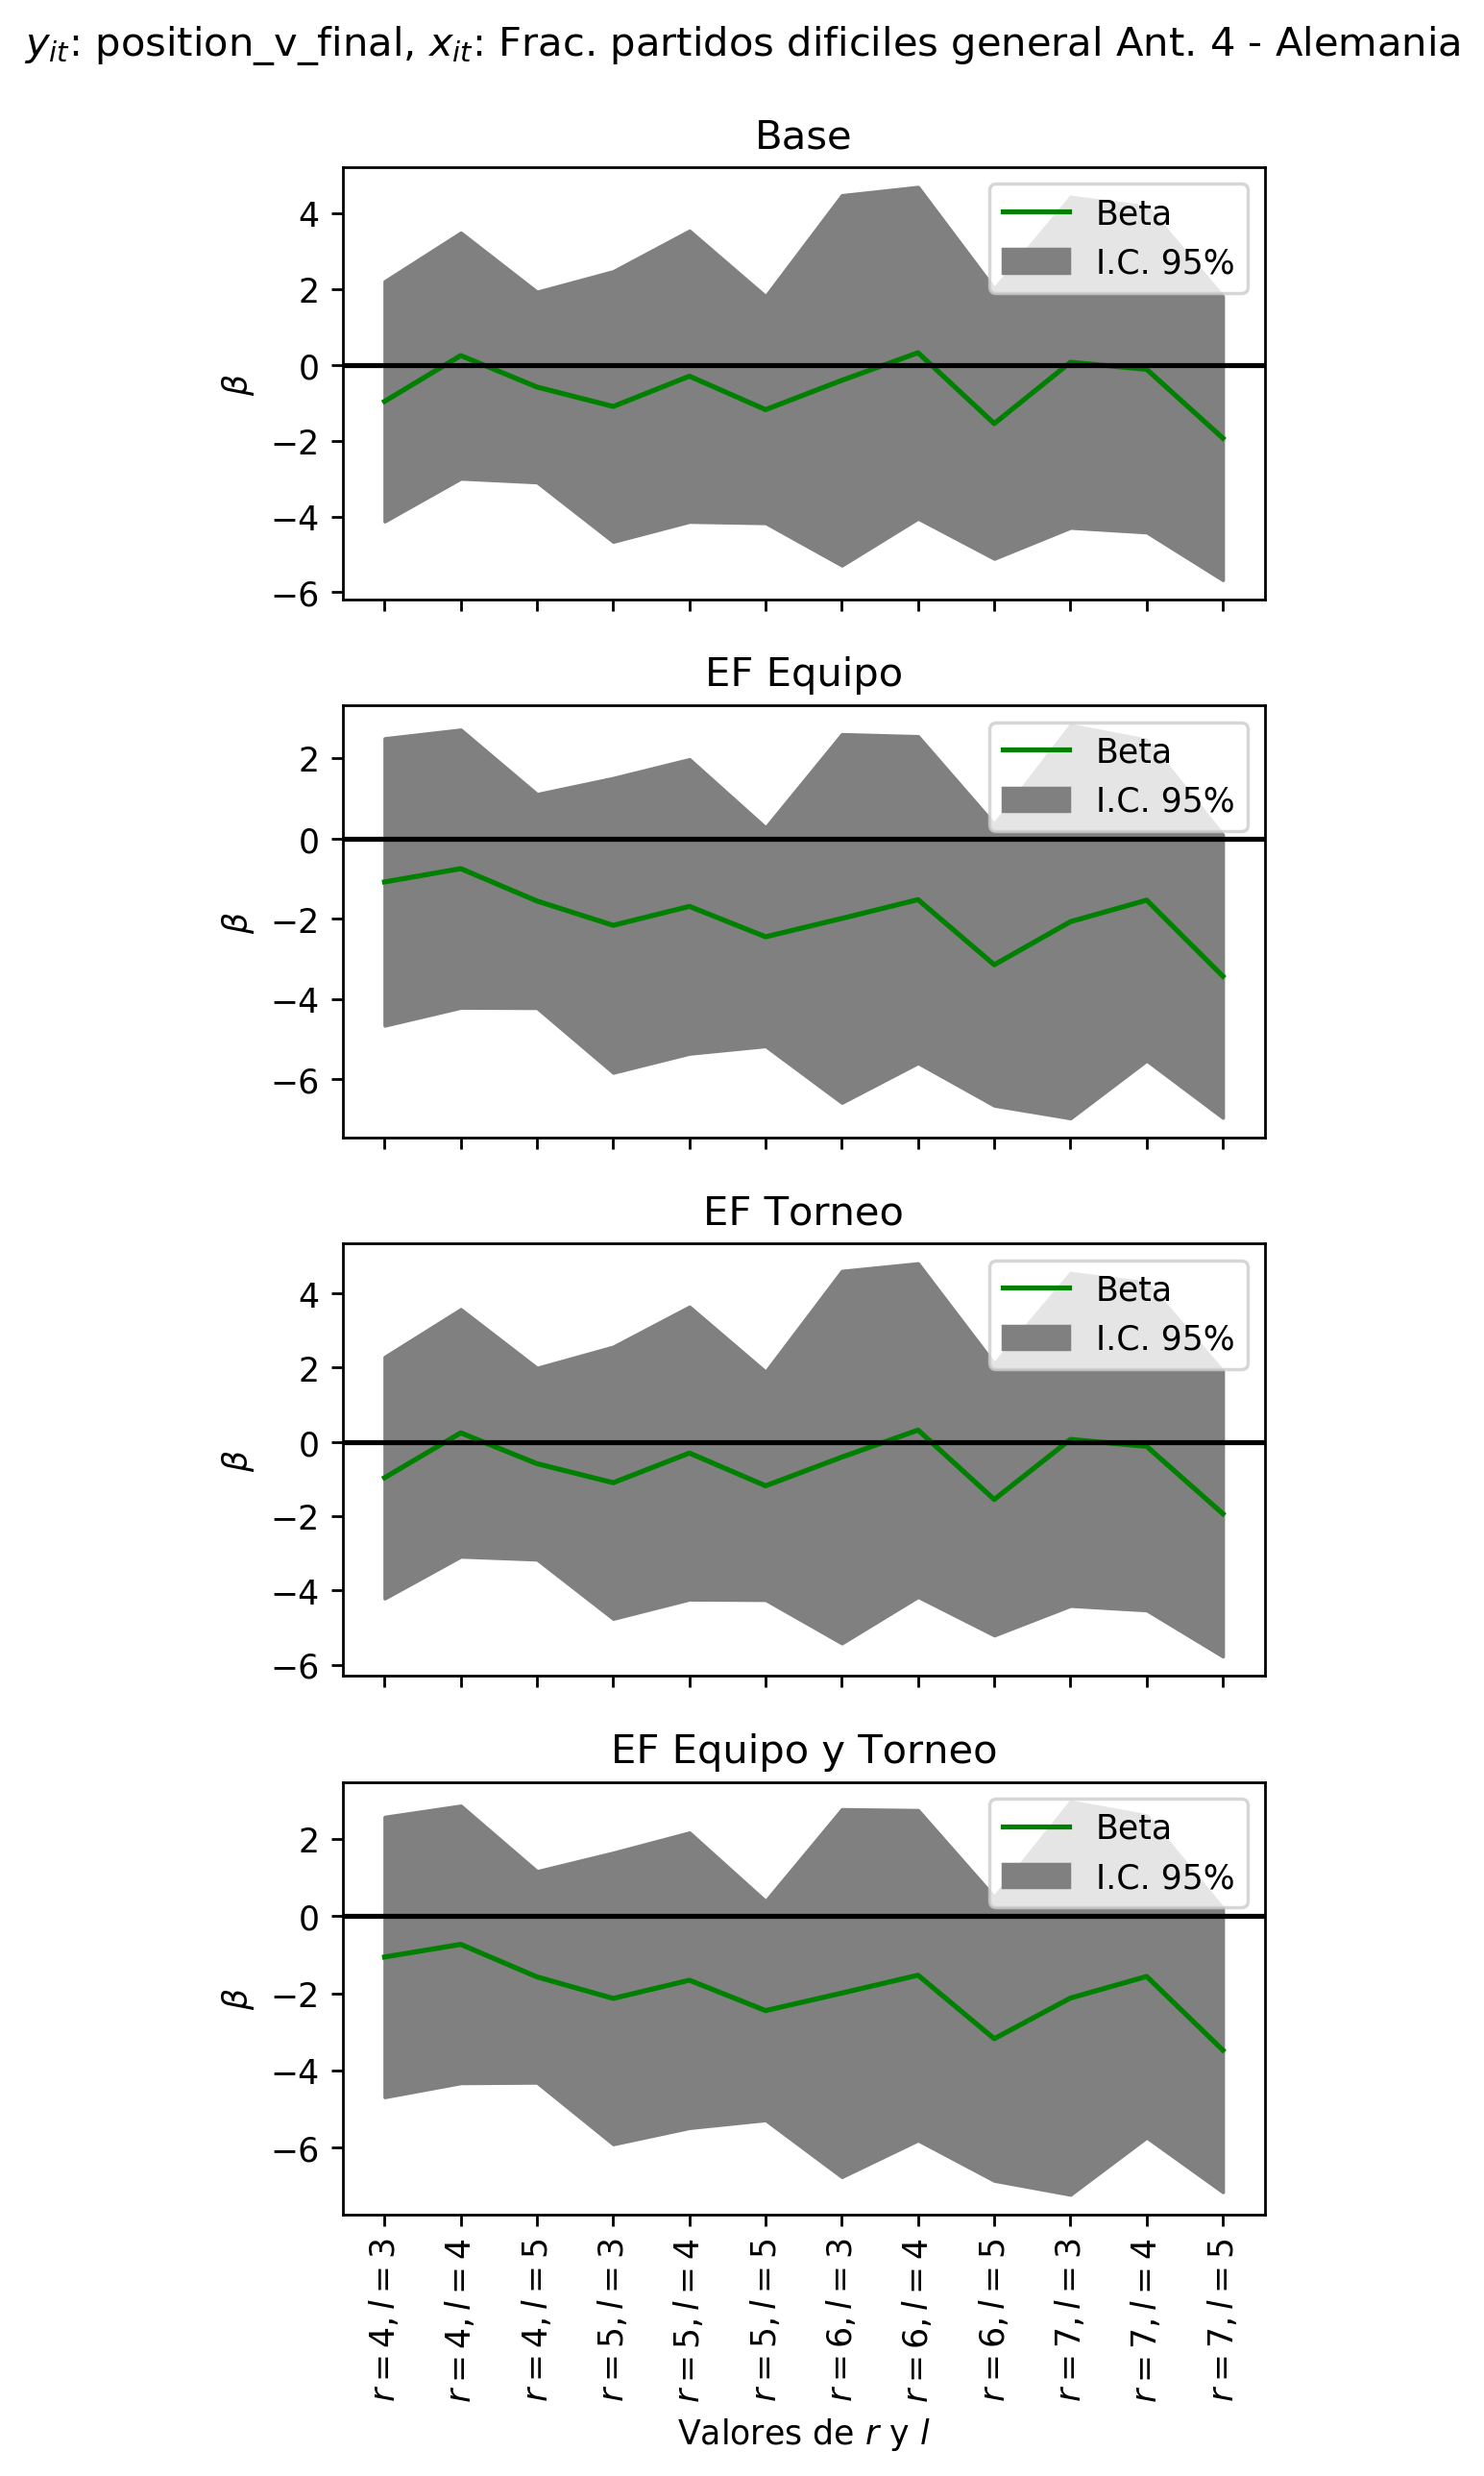 y_it: position_v_final, x_it: Frac. partidos dificiles general Ant. 4 - Alemania
Base
Beta
I.C. 95%
4
2
0
−2
−4
−6
β
EF Equipo
Beta
I.C. 95%
2
0
−2
−4
−6
β
EF Torneo
Beta
I.C. 95%
4
2
0
−2
−4
−6
β
EF Equipo y Torneo
Beta
I.C. 95%
2
0
−2
−4
−6
β
r = 4, l = 3
r = 4, l = 4
r = 4, l = 5
r = 5, l = 3
r = 5, l = 4
r = 5, l = 5
r = 6, l = 3
r = 6, l = 4
r = 6, l = 5
r = 7, l = 3
r = 7, l = 4
r = 7, l = 5
Valores de r y l